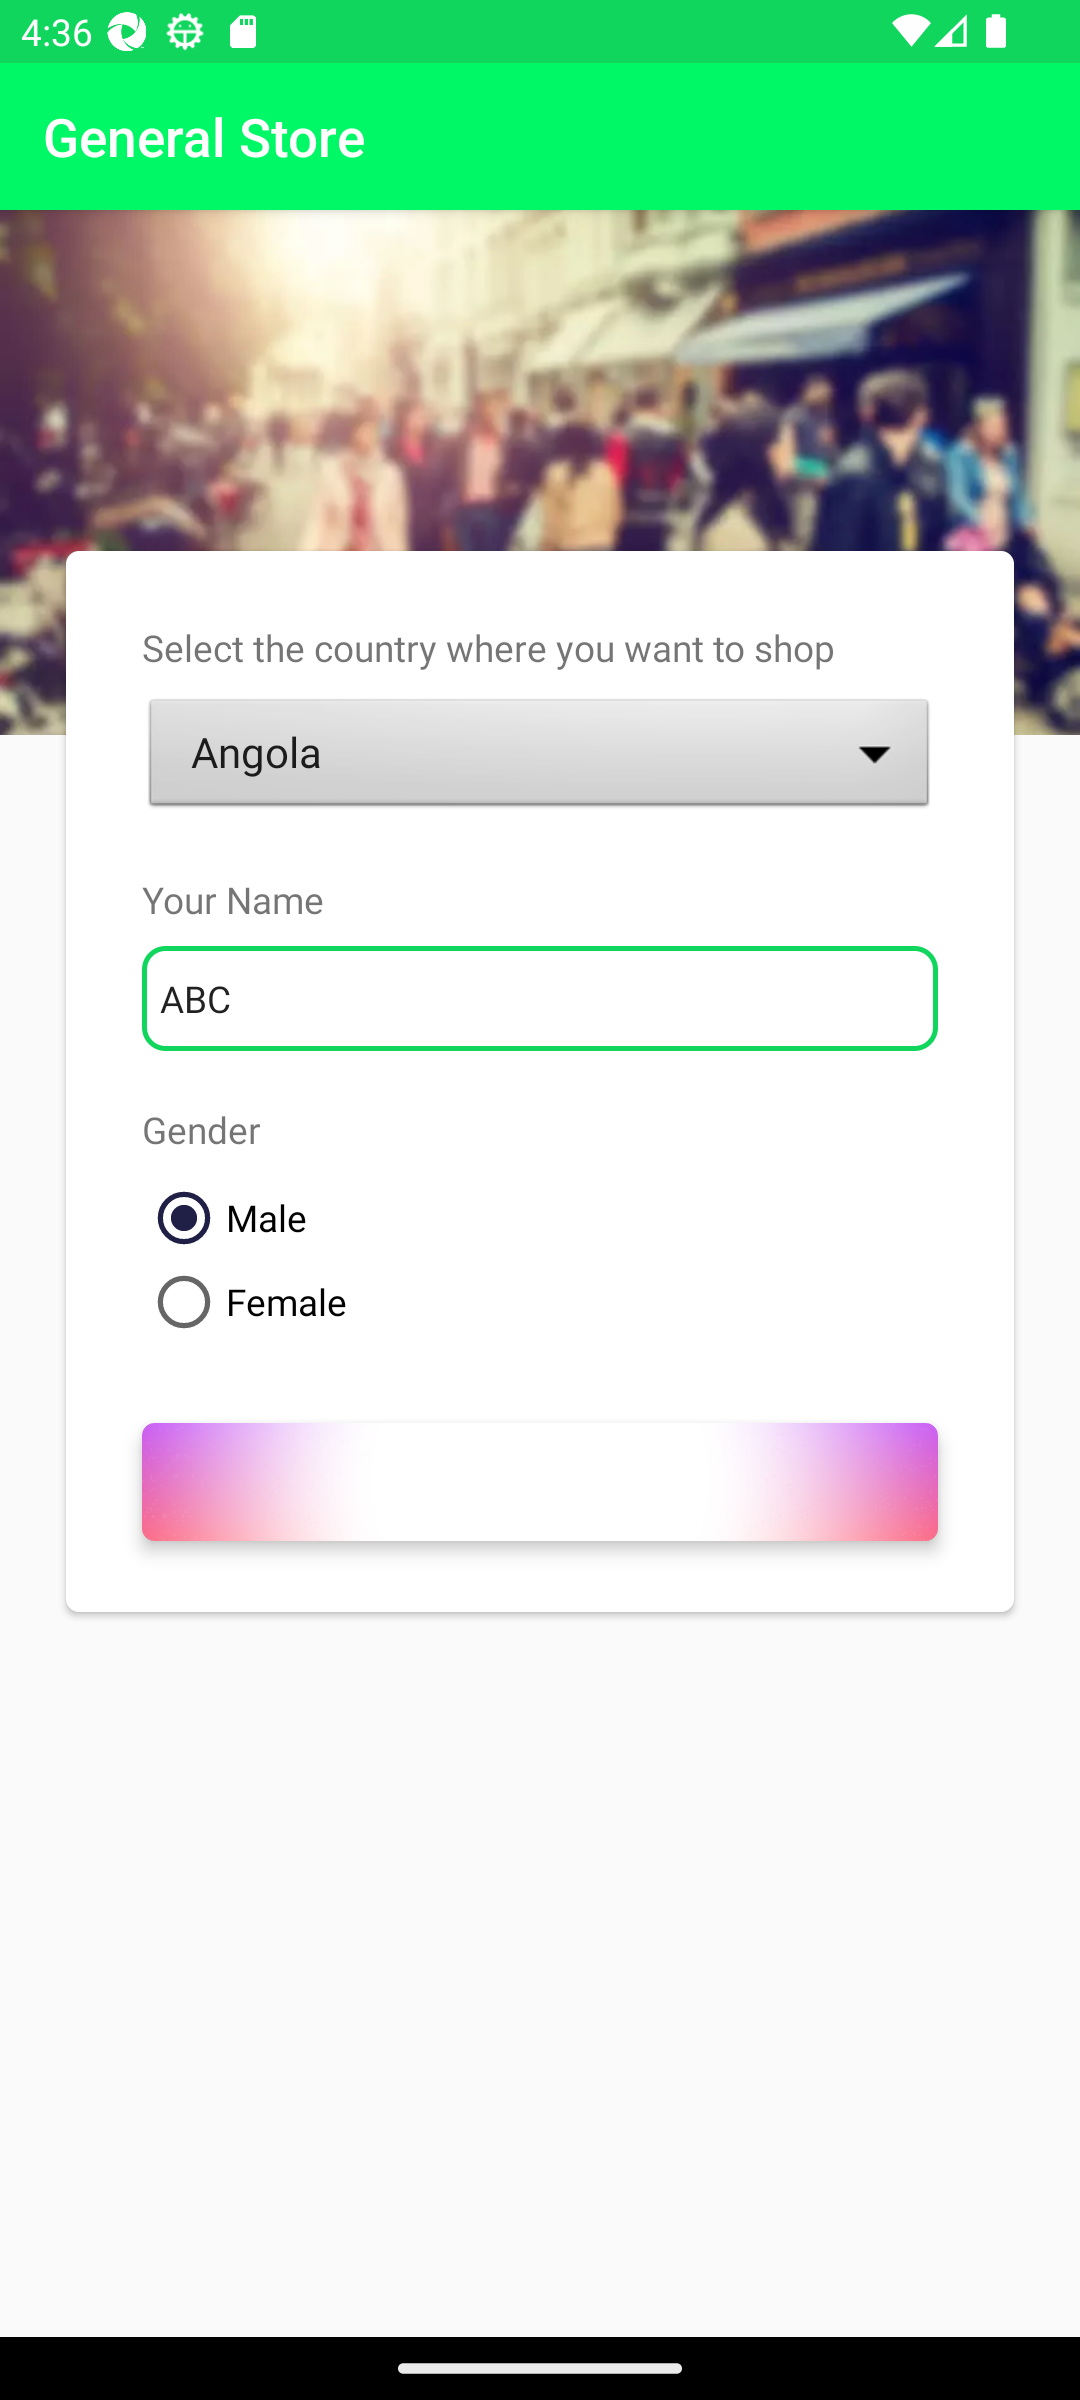 4:36
General Store
Select the country where you want to shop
Angola
Your Name
ABC
Gender
Male
Female